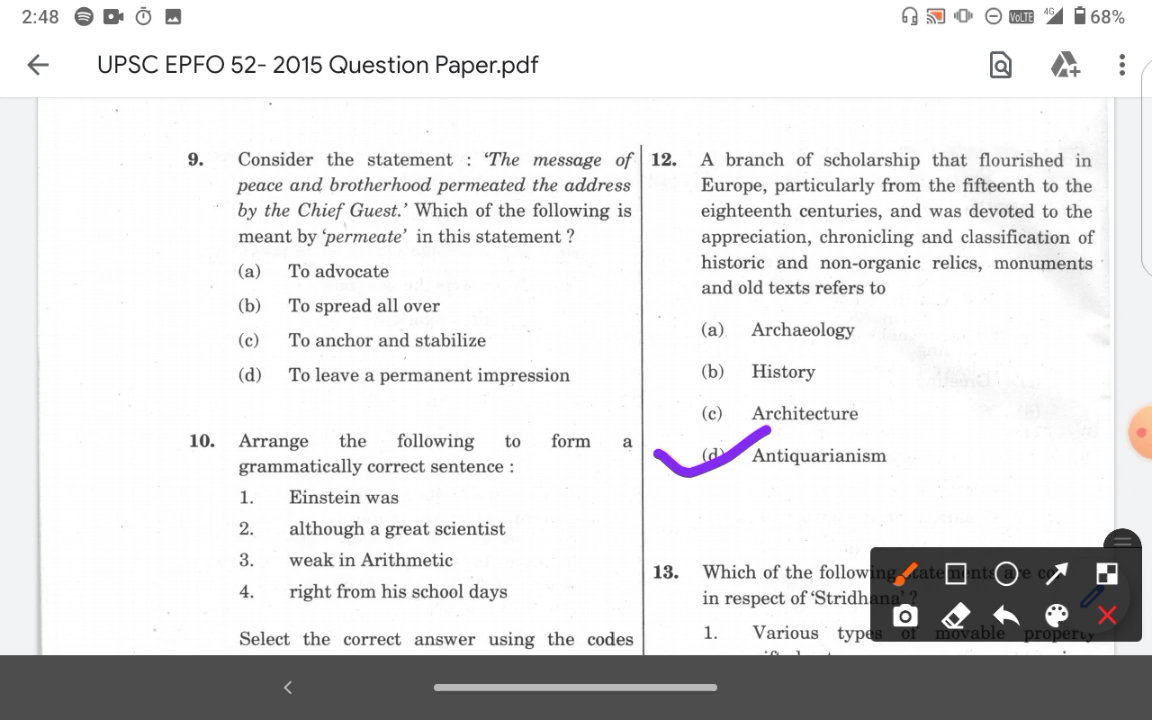 2:48
VoLTE
4G
68%
UPSC EPFO 52- 2015 Question Paper.pdf
9. Consider the statement : ‘The message of
peace and brotherhood permeated the address
by the Chief Guest.’ Which of the following is
meant by ‘permeate’ in this statement ?
(a) To advocate
(b) To spread all over
(c) To anchor and stabilize
(d) To leave a permanent impression
10. Arrange the following to form a
grammatically correct sentence :
1. Einstein was
2. although a great scientist
3. weak in Arithmetic
4. right from his school days
Select the correct answer using the codes
12. A branch of scholarship that flourished in
Europe, particularly from the fifteenth to the
eighteenth centuries, and was devoted to the
appreciation, chronicling and classification of
historic and non-organic relics, monuments
and old texts refers to
(a) Archaeology
(b) History
(c) Architecture
(d) Antiquarianism
13. Which of the following statements are
in respect of ‘Stridhana’ ?
1. Various types of movable property